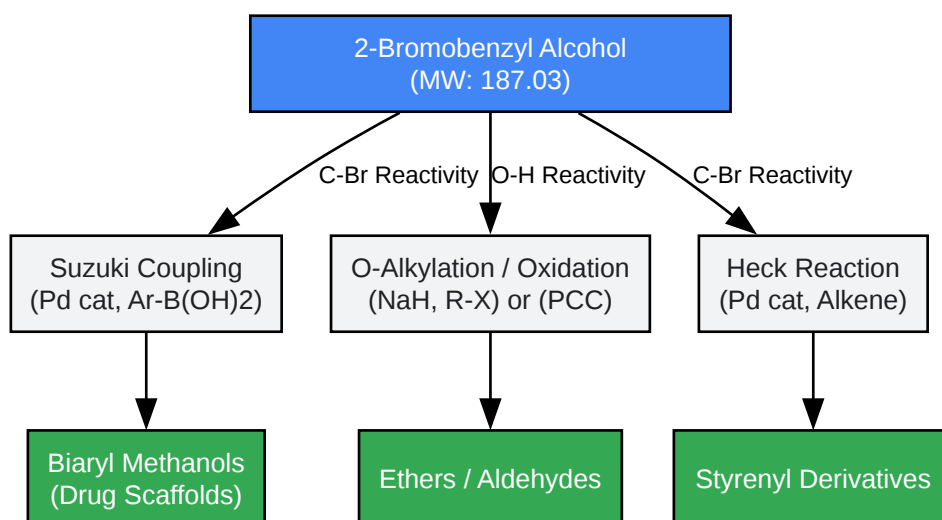 2-Bromobenzyl Alcohol
(MW: 187.03)
C-Br Reactivity
O-H Reactivity
C-Br Reactivity
Suzuki Coupling
(Pd cat, Ar-B(OH)2)
O-Alkylation / Oxidation
(NaH, R-X) or (PCC)
Heck Reaction
(Pd cat, Alkene)
Biaryl Methanols
(Drug Scaffolds)
Ethers / Aldehydes
Styrenyl Derivatives